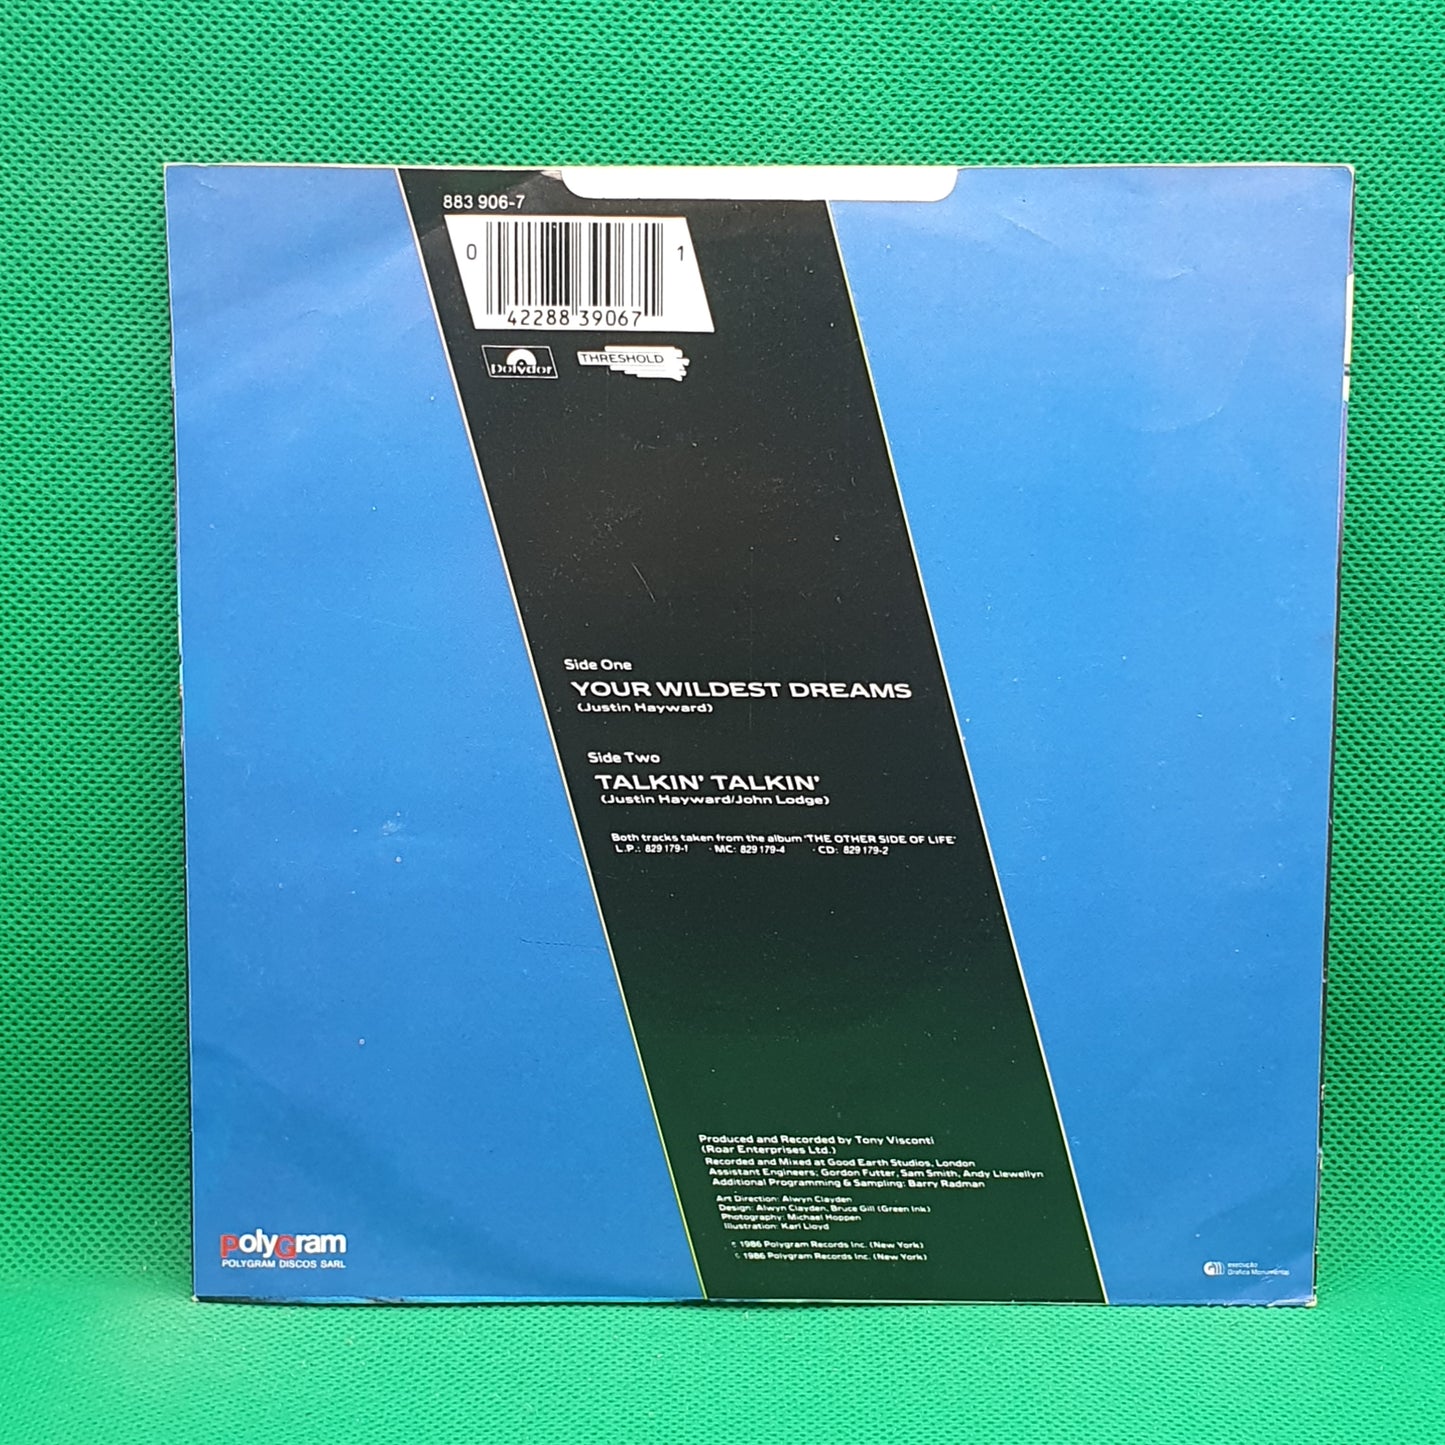 883 906-7
0 42288 39067 1
polydor
THRESHOLD
Side One
YOUR WILDEST DREAMS
(Justin Hayward)
Side Two
TALKIN' TALKIN'
(Justin Hayward/John Lodge)
Both tracks taken from the album 'THE OTHER SIDE OF LIFE'
L.P.: 829 179-1 · MC: 829 179-4 · CD: 829 179-2
Produced and Recorded by Tony Visconti
(Roar Enterprises Ltd.)
Recorded and Mixed at Good Earth Studios, London
Assistant Engineers: Gordon Futter, Sam Smith, Andy Llewellyn
Additional Programming & Sampling: Barry Radman
Art Direction: Alwyn Clayden
Design: Alwyn Clayden, Bruce Gill (Green Ink)
Photography: Michael Hoppen
Illustration: Karl Lloyd
℗ 1986 Polygram Records Inc. (New York)
© 1986 Polygram Records Inc. (New York)
PolyGram
POLYGRAM DISCOS SARL
execução
Gráfica Monumental